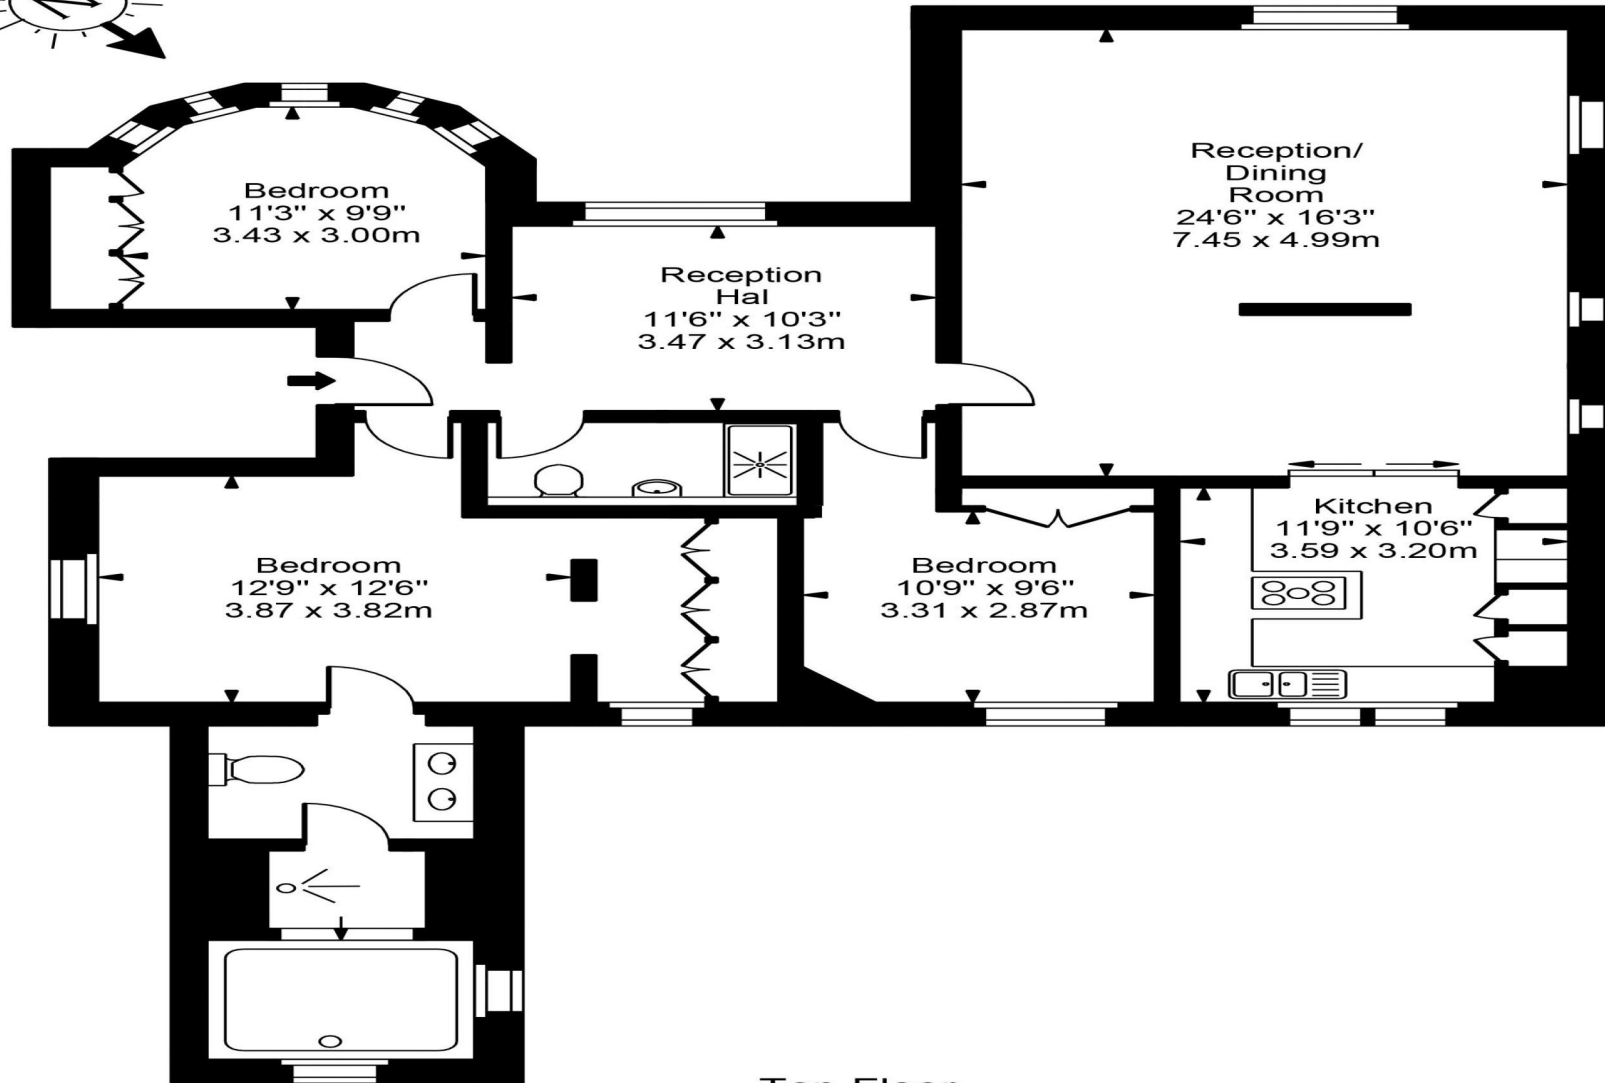 N
Bedroom
11'3" x 9'9"
3.43 x 3.00m
Reception
Hal
11'6" x 10'3"
3.47 x 3.13m
Reception/
Dining
Room
24'6" x 16'3"
7.45 x 4.99m
Bedroom
12'9" x 12'6"
3.87 x 3.82m
Bedroom
10'9" x 9'6"
3.31 x 2.87m
Kitchen
11'9" x 10'6"
3.59 x 3.20m
Top Floor